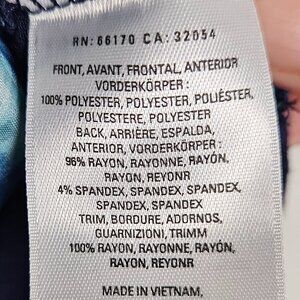 RN: 66170 CA: 32054
FRONT, AVANT, FRONTAL, ANTERIOR
VORDERKÖRPER :
100% POLYESTER, POLYESTER, POLIÉSTER,
POLYESTERE, POLYESTER
BACK, ARRIÈRE, ESPALDA,
ANTERIOR, VORDERKÖRPER:
96% RAYON, RAYONNE, RAYÓN,
RAYON, REYONR
4% SPANDEX, SPANDEX, SPANDEX,
SPANDEX, SPANDEX
TRIM, BORDURE, ADORNOS,
GUARNIZIONI, TRIMM
100% RAYON, RAYONNE, RAYÓN,
RAYON, REYONR
MADE IN VIETNAM,